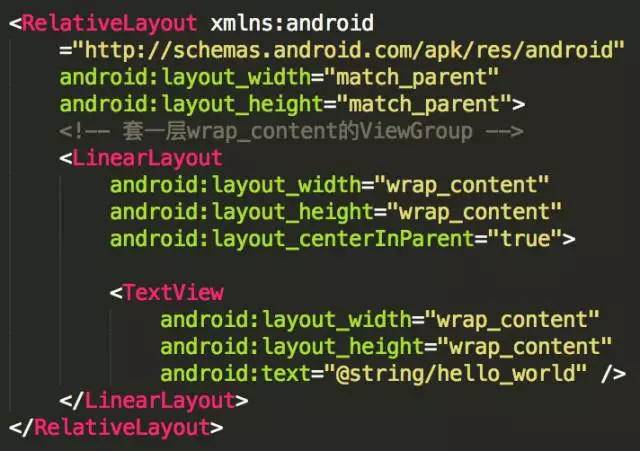 <RelativeLayout xmlns:android
="http://schemas.android.com/apk/res/android"
android:layout_width="match_parent"
android:layout_height="match_parent">
<!-- 套一层wrap_content的ViewGroup -->
<LinearLayout
android:layout_width="wrap_content"
android:layout_height="wrap_content"
android:layout_centerInParent="true">
<TextView
android:layout_width="wrap_content"
android:layout_height="wrap_content"
android:text="@string/hello_world" />
</LinearLayout>
</RelativeLayout>